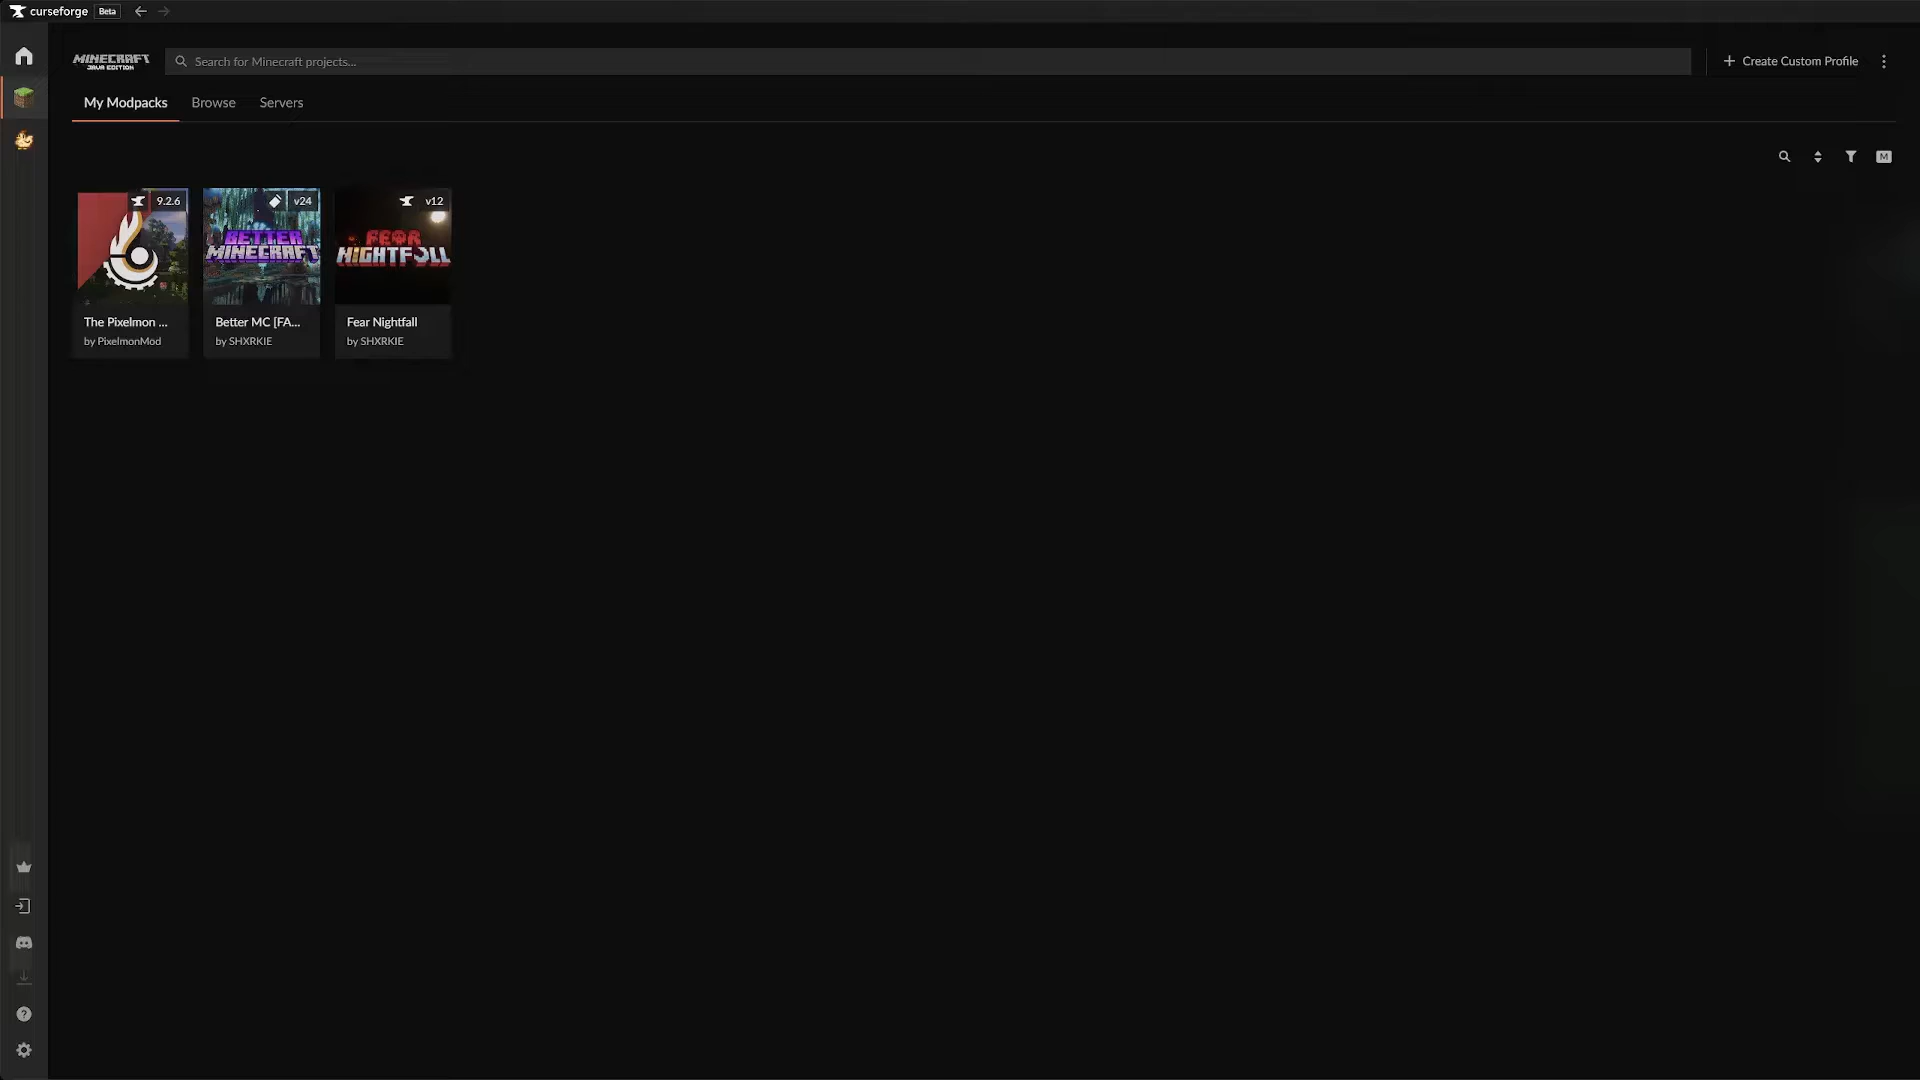 curseforge Beta
MINECRAFT
JAVA EDITION
Search for Minecraft projects...
Create Custom Profile
My Modpacks
Browse
Servers
M
9.2.6
The Pixelmon ...
by PixelmonMod
v24
BETTER
MINECRAFT
Better MC [FA...
by SHXRKIE
v12
FEAR
NIGHTFALL
Fear Nightfall
by SHXRKIE